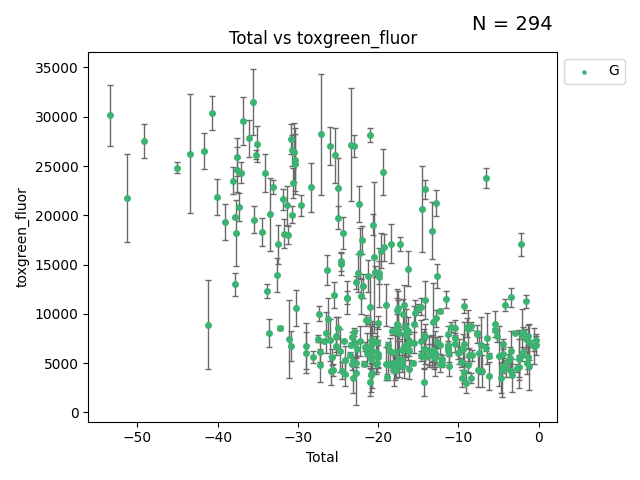 N = 294
Total vs toxgreen_fluor
G
toxgreen_fluor
35000
30000
25000
20000
15000
10000
5000
0
−50 −40 −30 −20 −10 0
Total